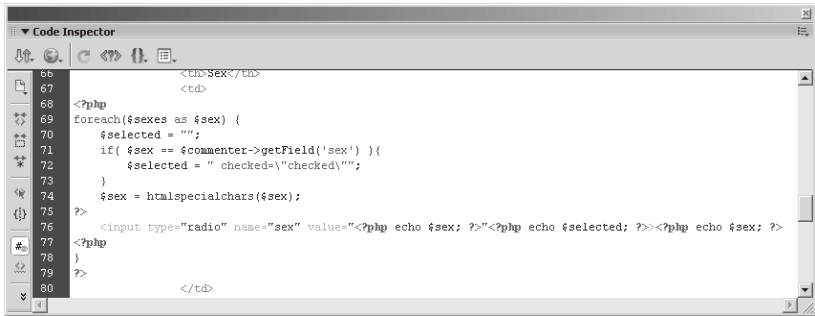 Code Inspector
66 <th>Sex</th>
67 <td>
68 <?php
69 foreach($sexes as $sex) {
70 $selected = "";
71 if( $sex == $commenter->getField('sex') ){
72 $selected = " checked=\"checked\"";
73 }
74 $sex = htmlspecialchars($sex);
75 ?>
76 <input type="radio" name="sex" value="<?php echo $sex; ?>"<?php echo $selected; ?>><?php echo $sex; ?>
77 <?php
78 }
79 ?>
80 </td>